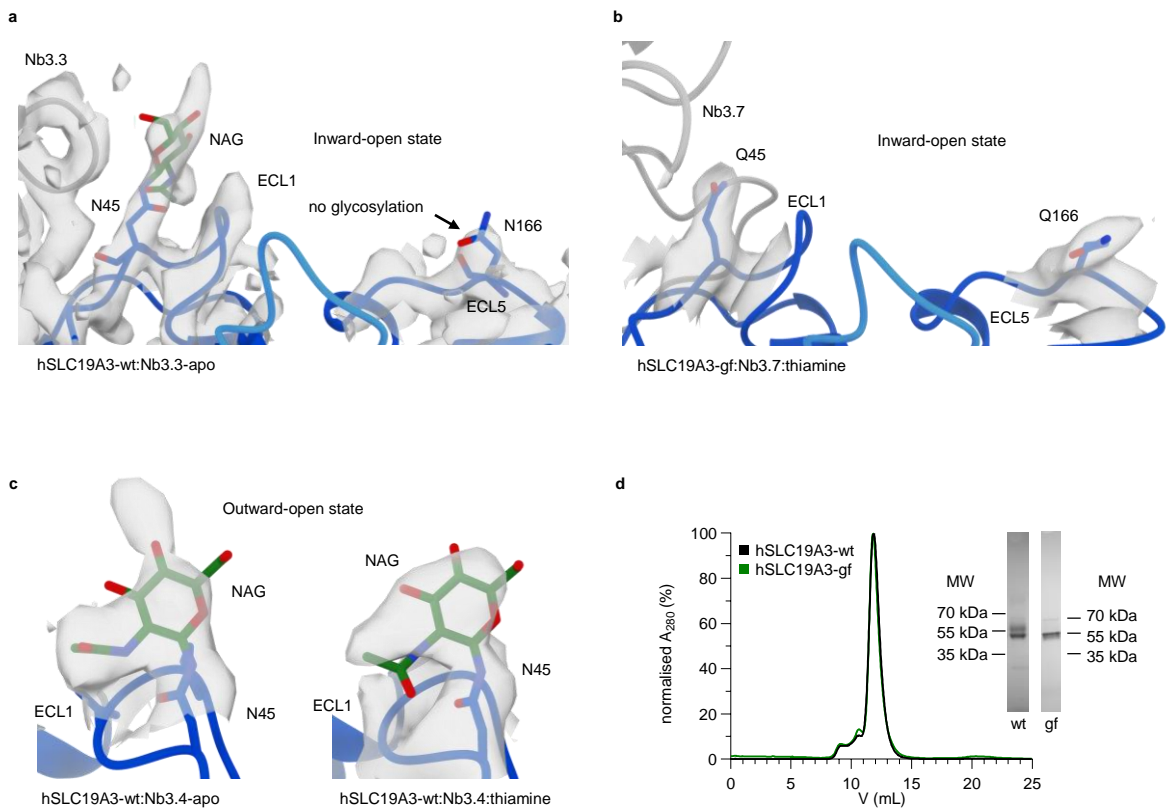 a
Nb3.3
NAG
Inward-open state
ECL1
N45
no glycosylation
N166
ECL5
hSLC19A3-wt:Nb3.3-apo
b
Nb3.7
Inward-open state
Q45
ECL1
Q166
ECL5
hSLC19A3-gf:Nb3.7:thiamine
c
Outward-open state
NAG
ECL1
N45
hSLC19A3-wt:Nb3.4-apo
NAG
N45
ECL1
hSLC19A3-wt:Nb3.4:thiamine
d
normalised A280 (%)
100
80
60
40
20
0
0 5 10 15 20 25
V (mL)
hSLC19A3-wt
hSLC19A3-gf
MW MW
70 kDa 70 kDa
55 kDa 55 kDa
35 kDa 35 kDa
wt gf